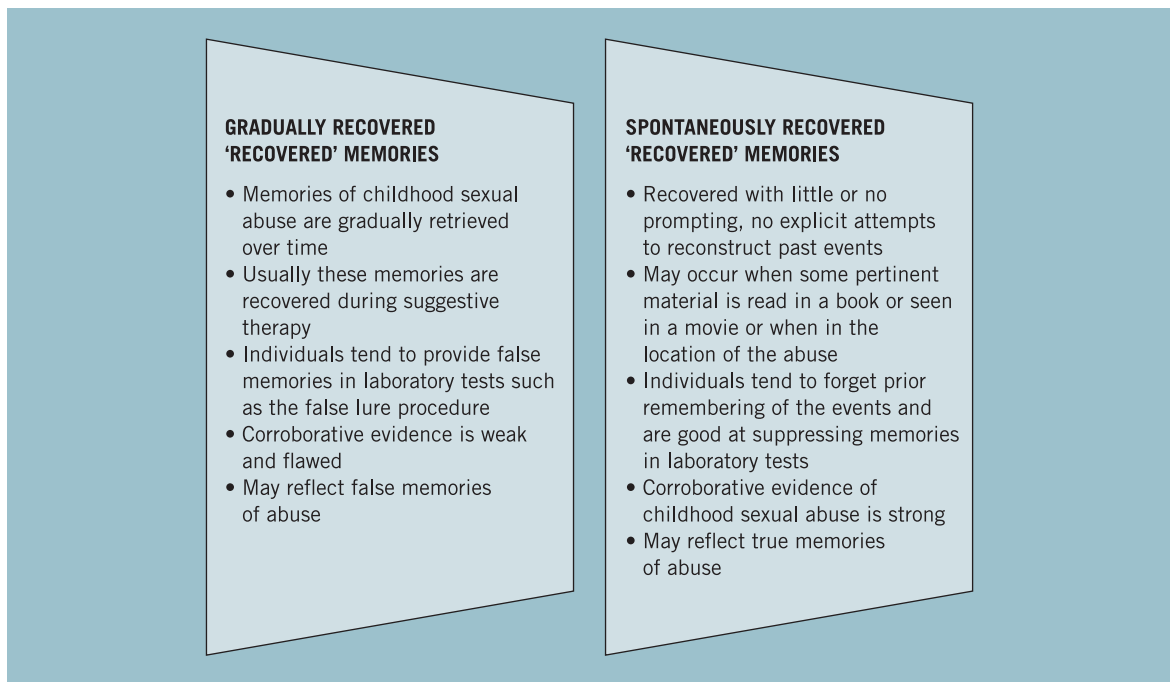 GRADUALLY RECOVERED
‘RECOVERED’ MEMORIES
• Memories of childhood sexual
abuse are gradually retrieved
over time
• Usually these memories are
recovered during suggestive
therapy
• Individuals tend to provide false
memories in laboratory tests such
as the false lure procedure
• Corroborative evidence is weak
and flawed
• May reflect false memories
of abuse
SPONTANEOUSLY RECOVERED
‘RECOVERED’ MEMORIES
• Recovered with little or no
prompting, no explicit attempts
to reconstruct past events
• May occur when some pertinent
material is read in a book or seen
in a movie or when in the
location of the abuse
• Individuals tend to forget prior
remembering of the events and
are good at suppressing memories
in laboratory tests
• Corroborative evidence of
childhood sexual abuse is strong
• May reflect true memories
of abuse